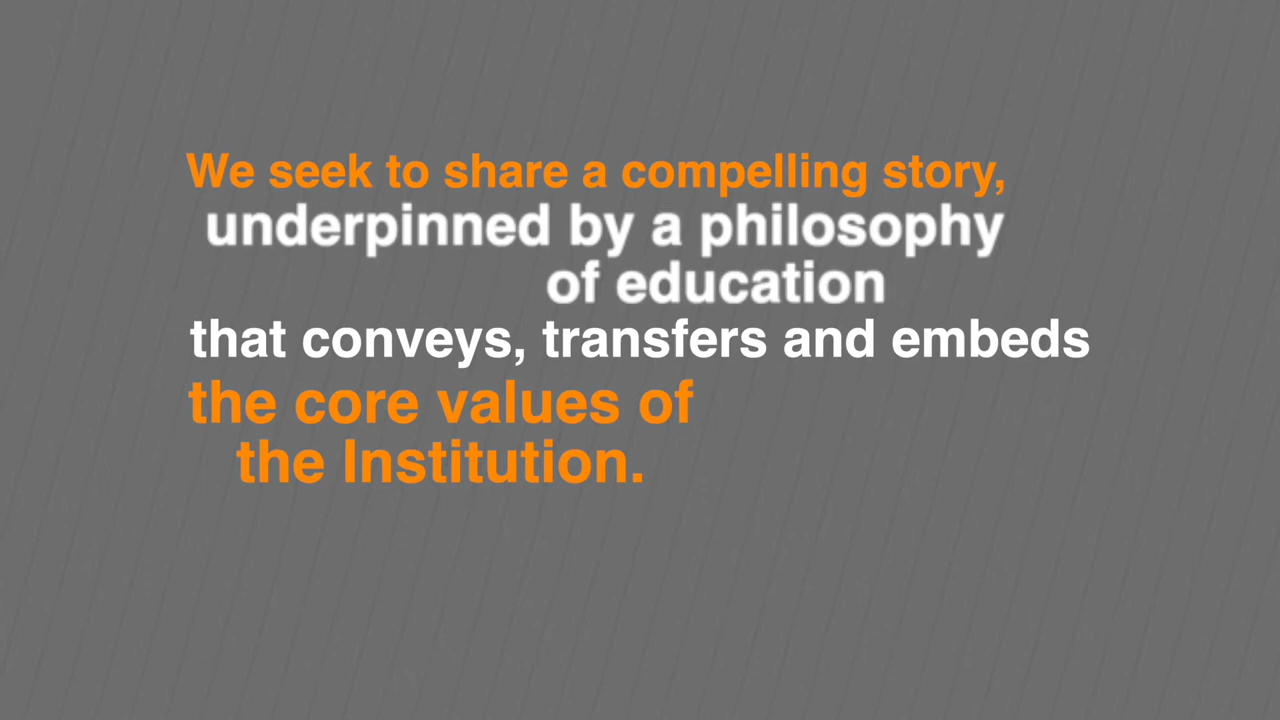 We seek to share a compelling story,
underpinned by a philosophy
of education
that conveys, transfers and embeds
the core values of
the Institution.